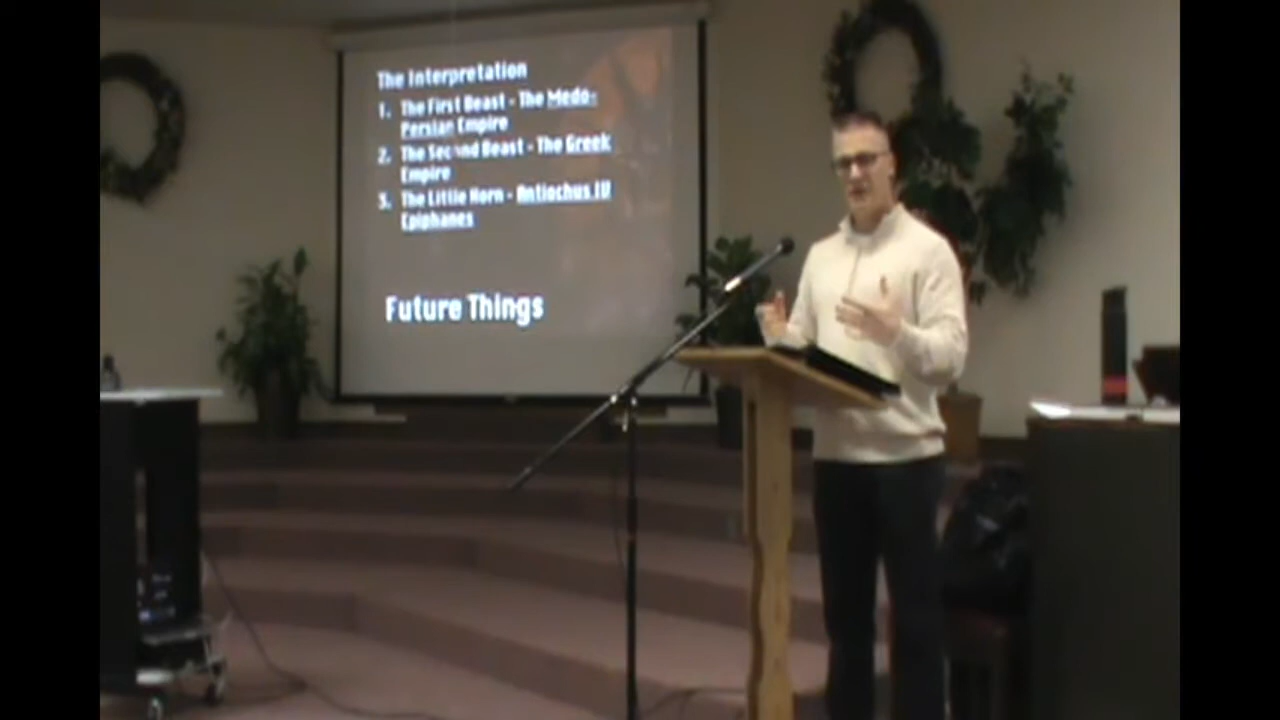 The Interpretation
1. The First Beast - The Medo-
Persian Empire
2. The Second Beast - The Greek
Empire
3. The Little Horn - Antiochus IV
Epiphanes
Future Things